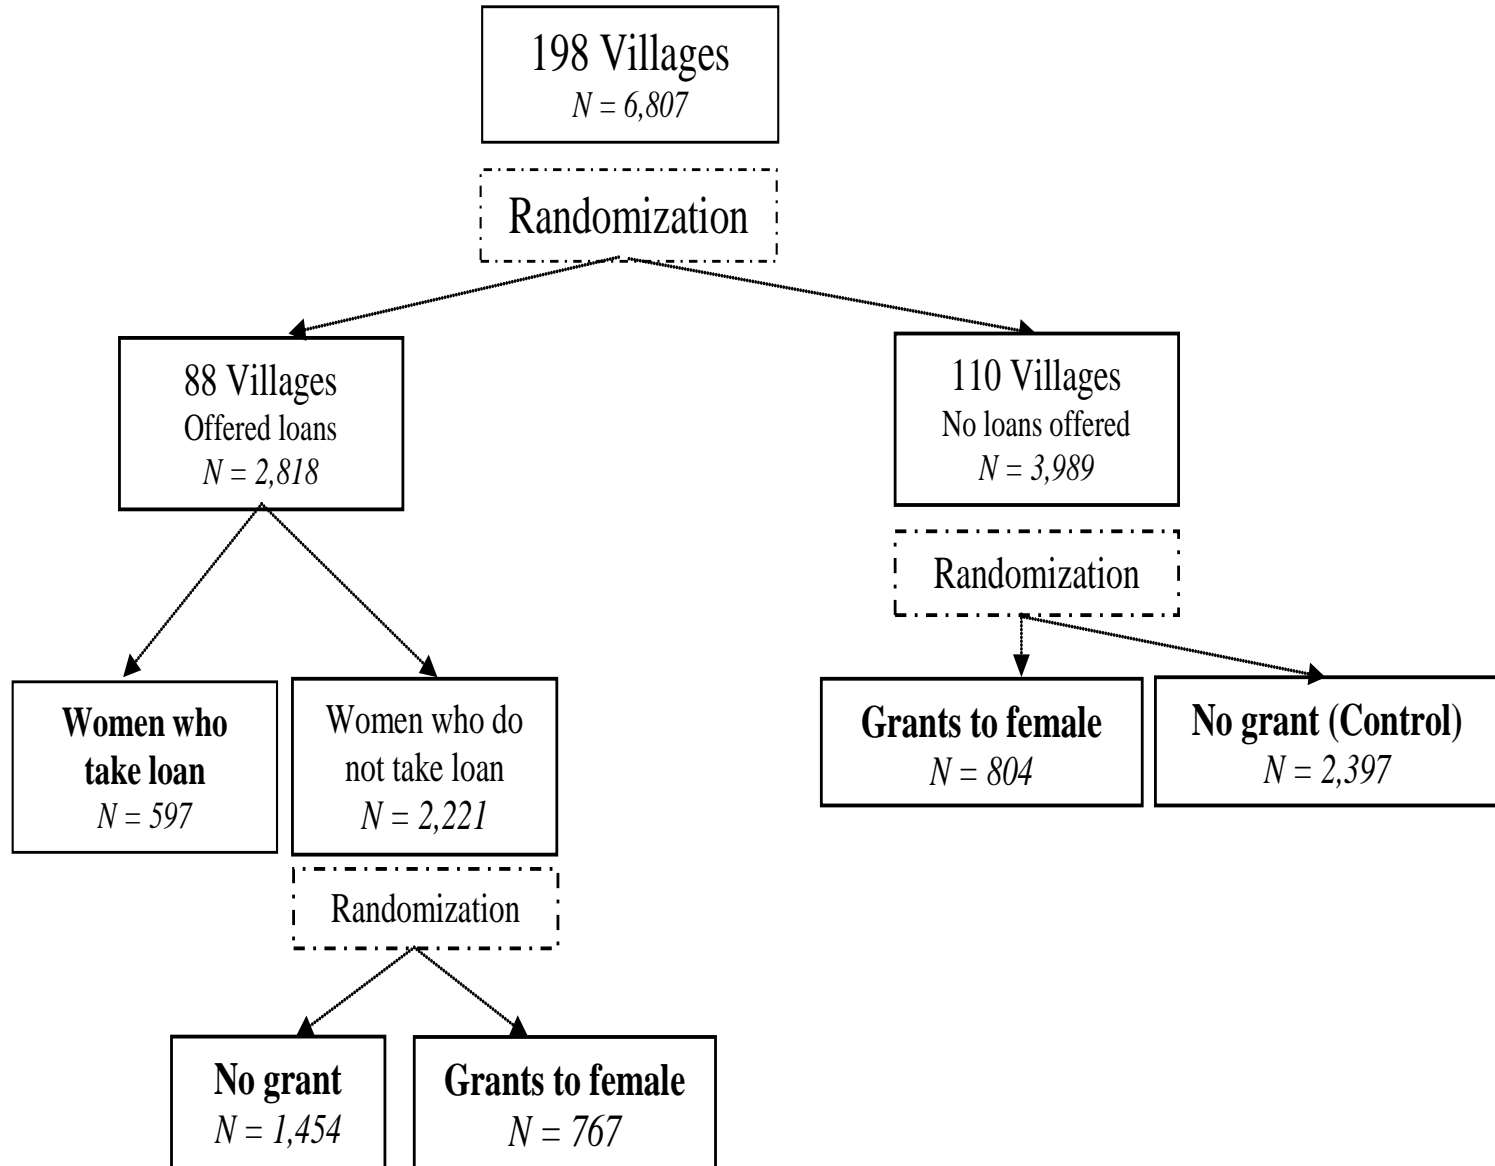 198 Villages
N = 6,807
Randomization
88 Villages
Offered loans
N = 2,818
110 Villages
No loans offered
N = 3,989
Randomization
Women who
take loan
N = 597
Women who do
not take loan
N = 2,221
Grants to female
N = 804
No grant (Control)
N = 2,397
Randomization
No grant
N = 1,454
Grants to female
N = 767